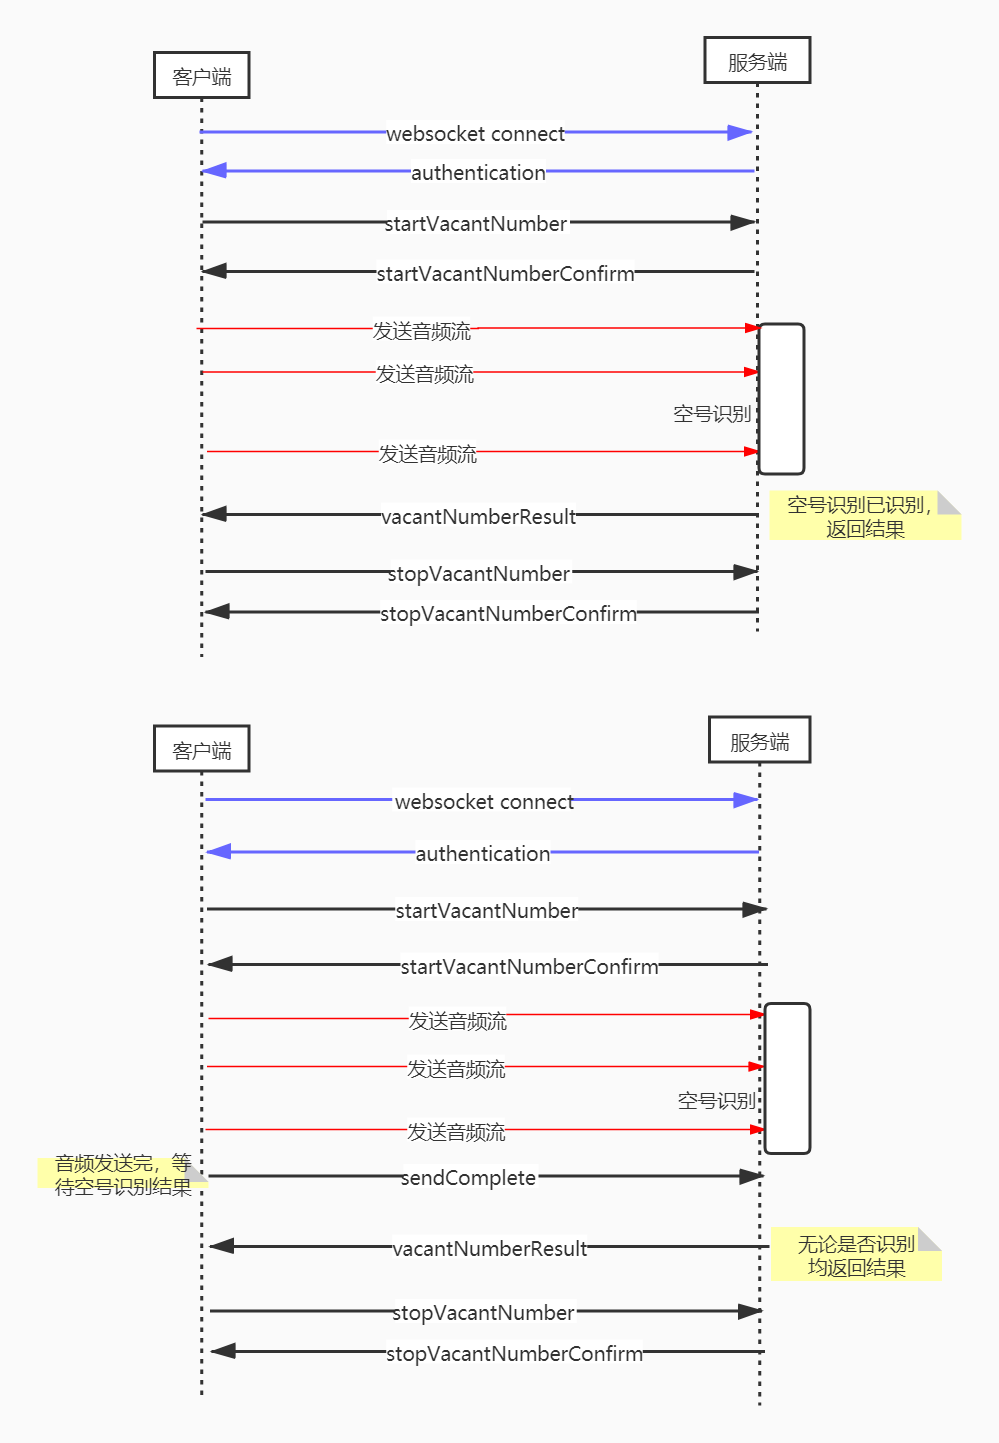 客户端
服务端
websocket connect
authentication
startVacantNumber
startVacantNumberConfirm
发送音频流
发送音频流
空号识别
发送音频流
空号识别已识别，
返回结果
vacantNumberResult
stopVacantNumber
stopVacantNumberConfirm
客户端
服务端
websocket connect
authentication
startVacantNumber
startVacantNumberConfirm
发送音频流
发送音频流
空号识别
发送音频流
音频发送完，等
待空号识别结果
sendComplete
vacantNumberResult
无论是否识别
均返回结果
stopVacantNumber
stopVacantNumberConfirm